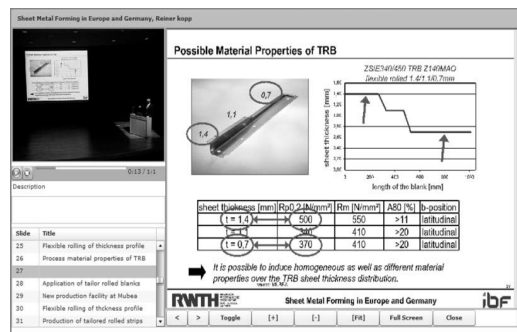 Sheet Metal Forming in Europe and Germany, Reiner kopp
Possible Material Properties of TRB
ZStE340/450 TRB Z140MAO
flexible rolled 1.4/1.1/0.7mm
0,7
1,1
1,4
sheet thickness [mm]
length of the blank [mm]
Description
sheet thickness [mm] Rp0,2 [N/mm²] Rm [N/mm²] A80 [%] b-position
t = 1,4 500 550 >11 latitudinal
410 >20 latitudinal
t = 0,7 370 410 >20 latitudinal
It is possible to induce homogeneous as well as different material
properties over the TRB sheet thickness distribution.
Slide Title
25 Flexible rolling of thickness profile
26 Process material properties of TRB
27
28 Application of tailor rolled blanks
29 New production facility at Mubea
30 Flexible rolling of thickness profile
31 Production of tailor rolled strips
RWTH Sheet Metal Forming in Europe and Germany ibf
< > Toggle [+] [-] [Fit] Full Screen Close